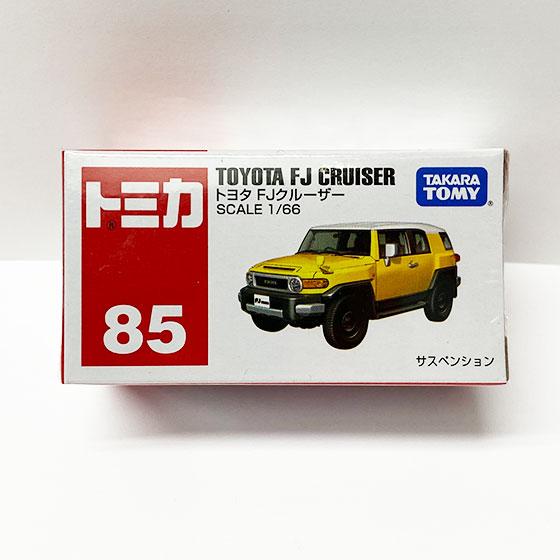 トミカ
®
85
TOYOTA FJ CRUISER
トヨタ FJクルーザー
SCALE 1/66
TAKARA
TOMY
®
サスペンション